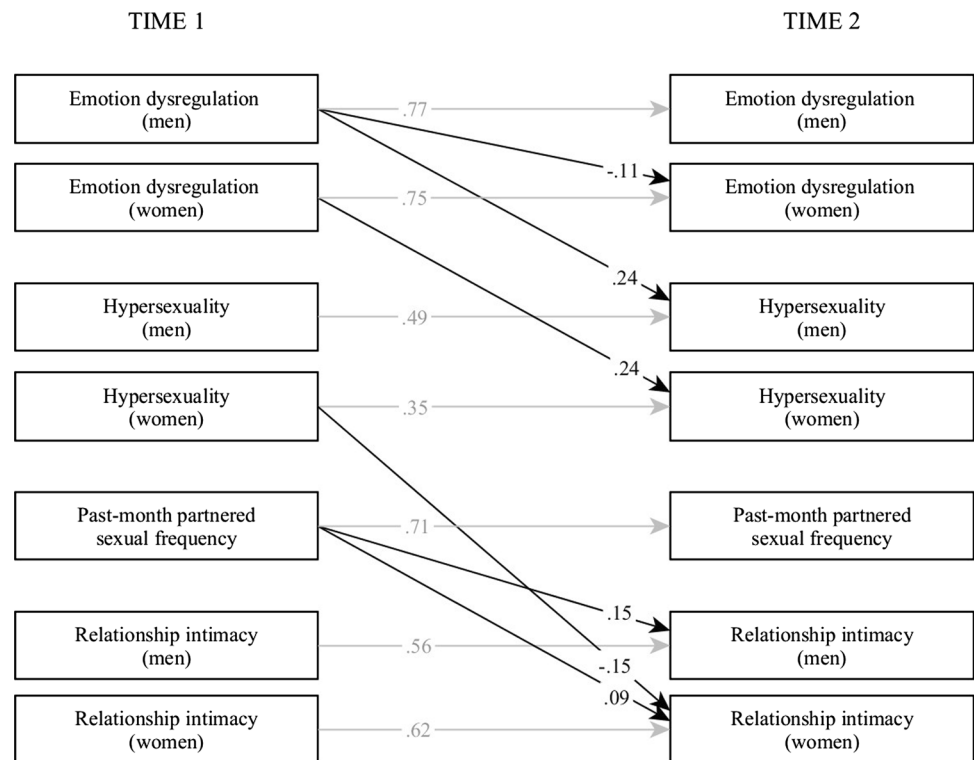 TIME 1
TIME 2
Emotion dysregulation
(men)
.77
Emotion dysregulation
(men)
-.11
Emotion dysregulation
(women)
.75
Emotion dysregulation
(women)
.24
Hypersexuality
(men)
.49
Hypersexuality
(men)
.24
Hypersexuality
(women)
.35
Hypersexuality
(women)
Past-month partnered
sexual frequency
.71
Past-month partnered
sexual frequency
.15
Relationship intimacy
(men)
.56
Relationship intimacy
(men)
-.15
.09
Relationship intimacy
(women)
.62
Relationship intimacy
(women)